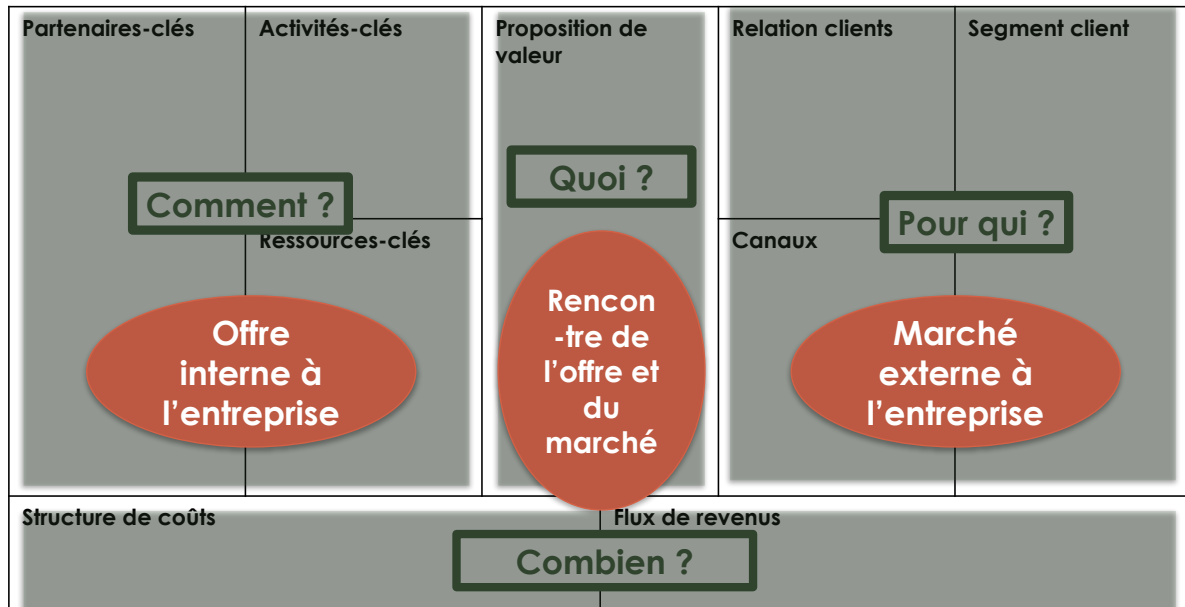 Partenaires-clés
Activités-clés
Proposition de
valeur
Relation clients
Segment client
Comment ?
Quoi ?
Pour qui ?
Ressources-clés
Canaux
Offre
interne à
l’entreprise
Rencon
-tre de
l’offre et
du
marché
Marché
externe à
l’entreprise
Structure de coûts
Flux de revenus
Combien ?